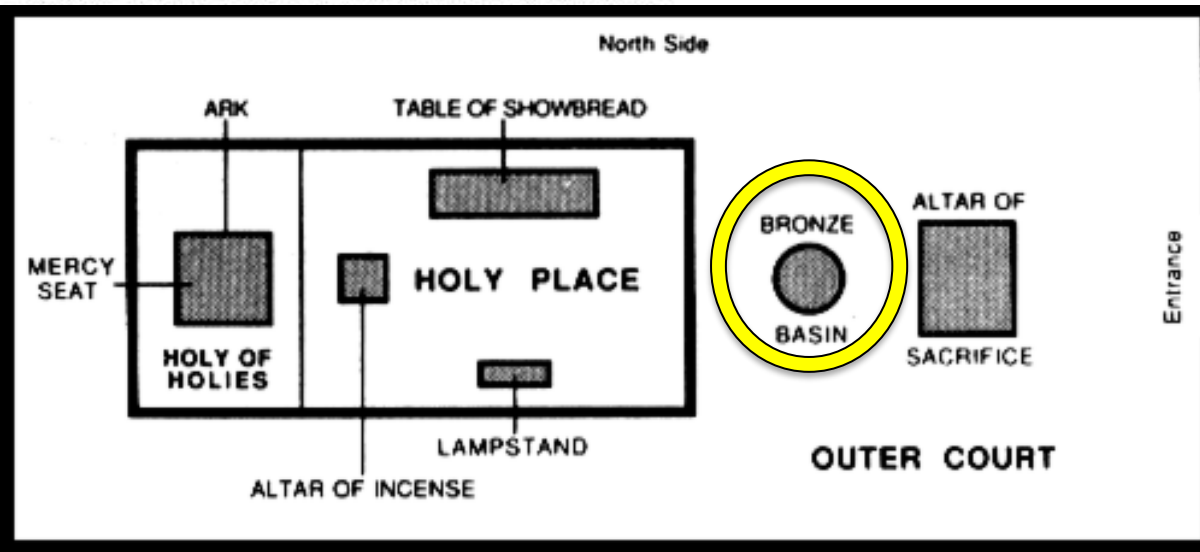 North Side
ARK
TABLE OF SHOWBREAD
ALTAR OF
BRONZE
MERCY
SEAT
HOLY PLACE
Entrance
BASIN
SACRIFICE
HOLY OF
HOLIES
LAMPSTAND
OUTER COURT
ALTAR OF INCENSE